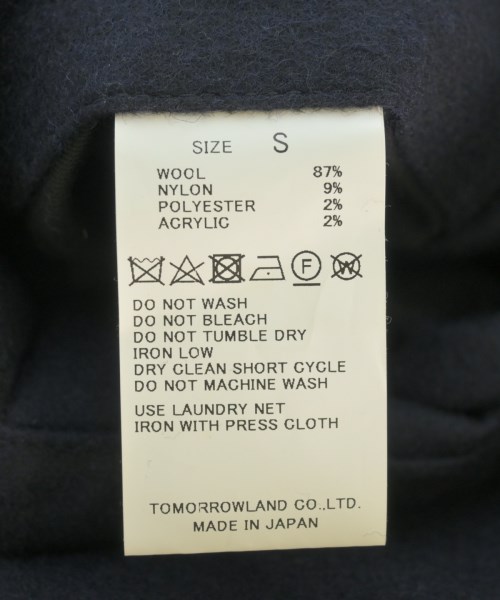 SIZE S
WOOL 87%
NYLON 9%
POLYESTER 2%
ACRYLIC 2%
F W
DO NOT WASH
DO NOT BLEACH
DO NOT TUMBLE DRY
IRON LOW
DRY CLEAN SHORT CYCLE
DO NOT MACHINE WASH
USE LAUNDRY NET
IRON WITH PRESS CLOTH
TOMORROWLAND CO.,LTD.
MADE IN JAPAN